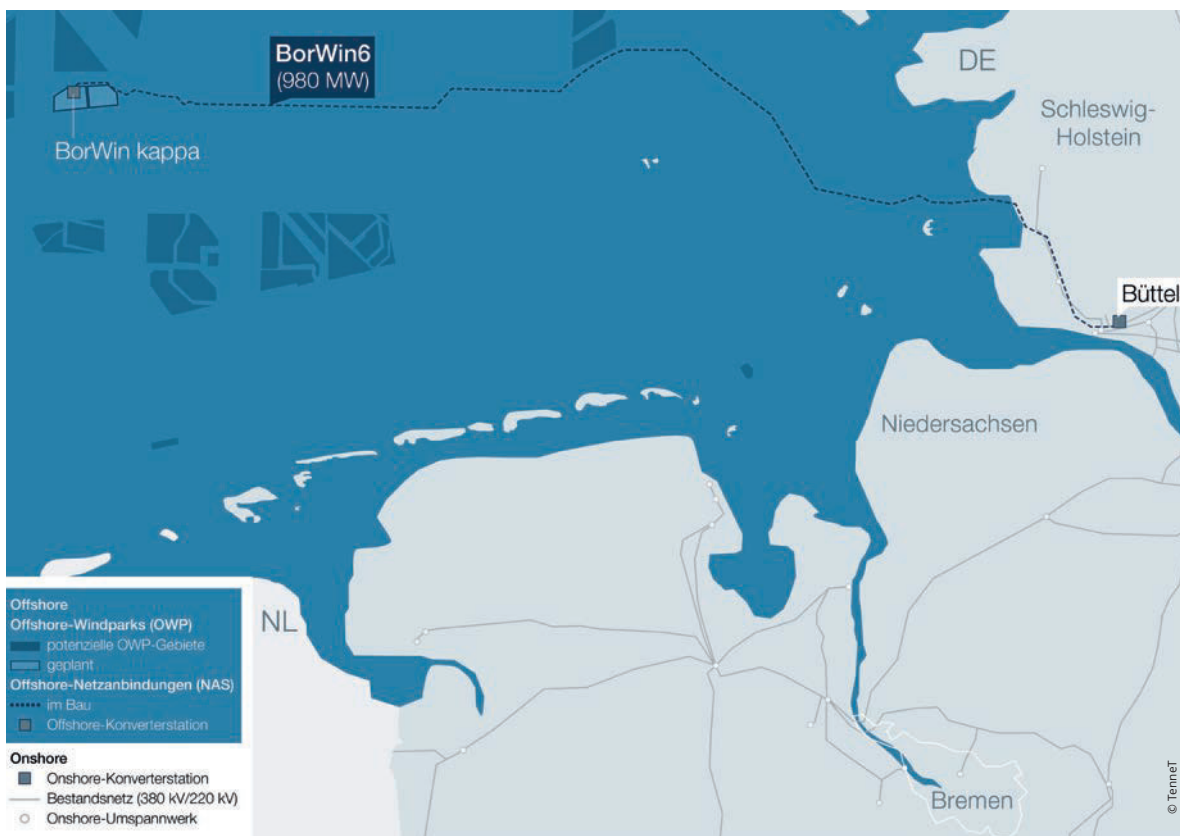 BorWin6
(980 MW)
BorWin kappa
DE
Schleswig-
Holstein
Büttel
Niedersachsen
NL
Bremen
Offshore
Offshore-Windparks (OWP)
potenzielle OWP-Gebiete
geplant
Offshore-Netzanbindungen (NAS)
im Bau
Offshore-Konverterstation
Onshore
Onshore-Konverterstation
Bestandsnetz (380 kV/220 kV)
Onshore-Umspannwerk
© TenneT